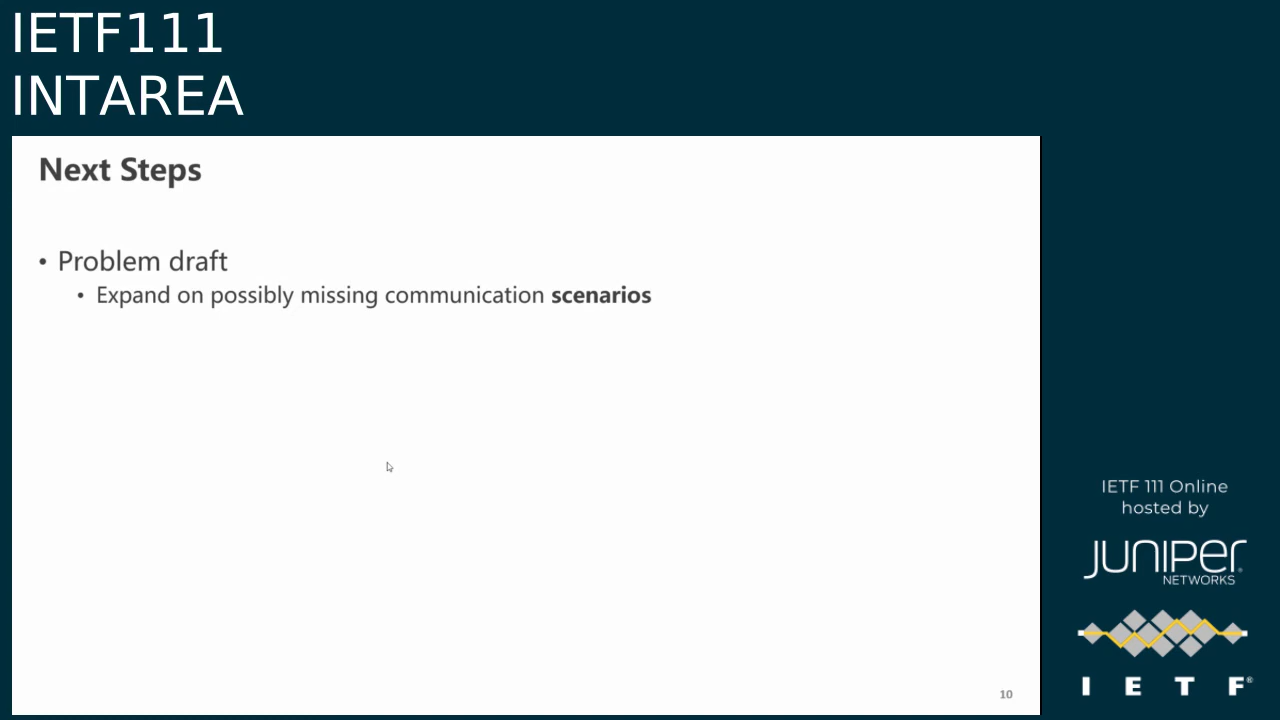 IETF111
INTAREA
Next Steps
• Problem draft
• Expand on possibly missing communication scenarios
10
IETF 111 Online
hosted by
JUNIPER
NETWORKS
I E T F®